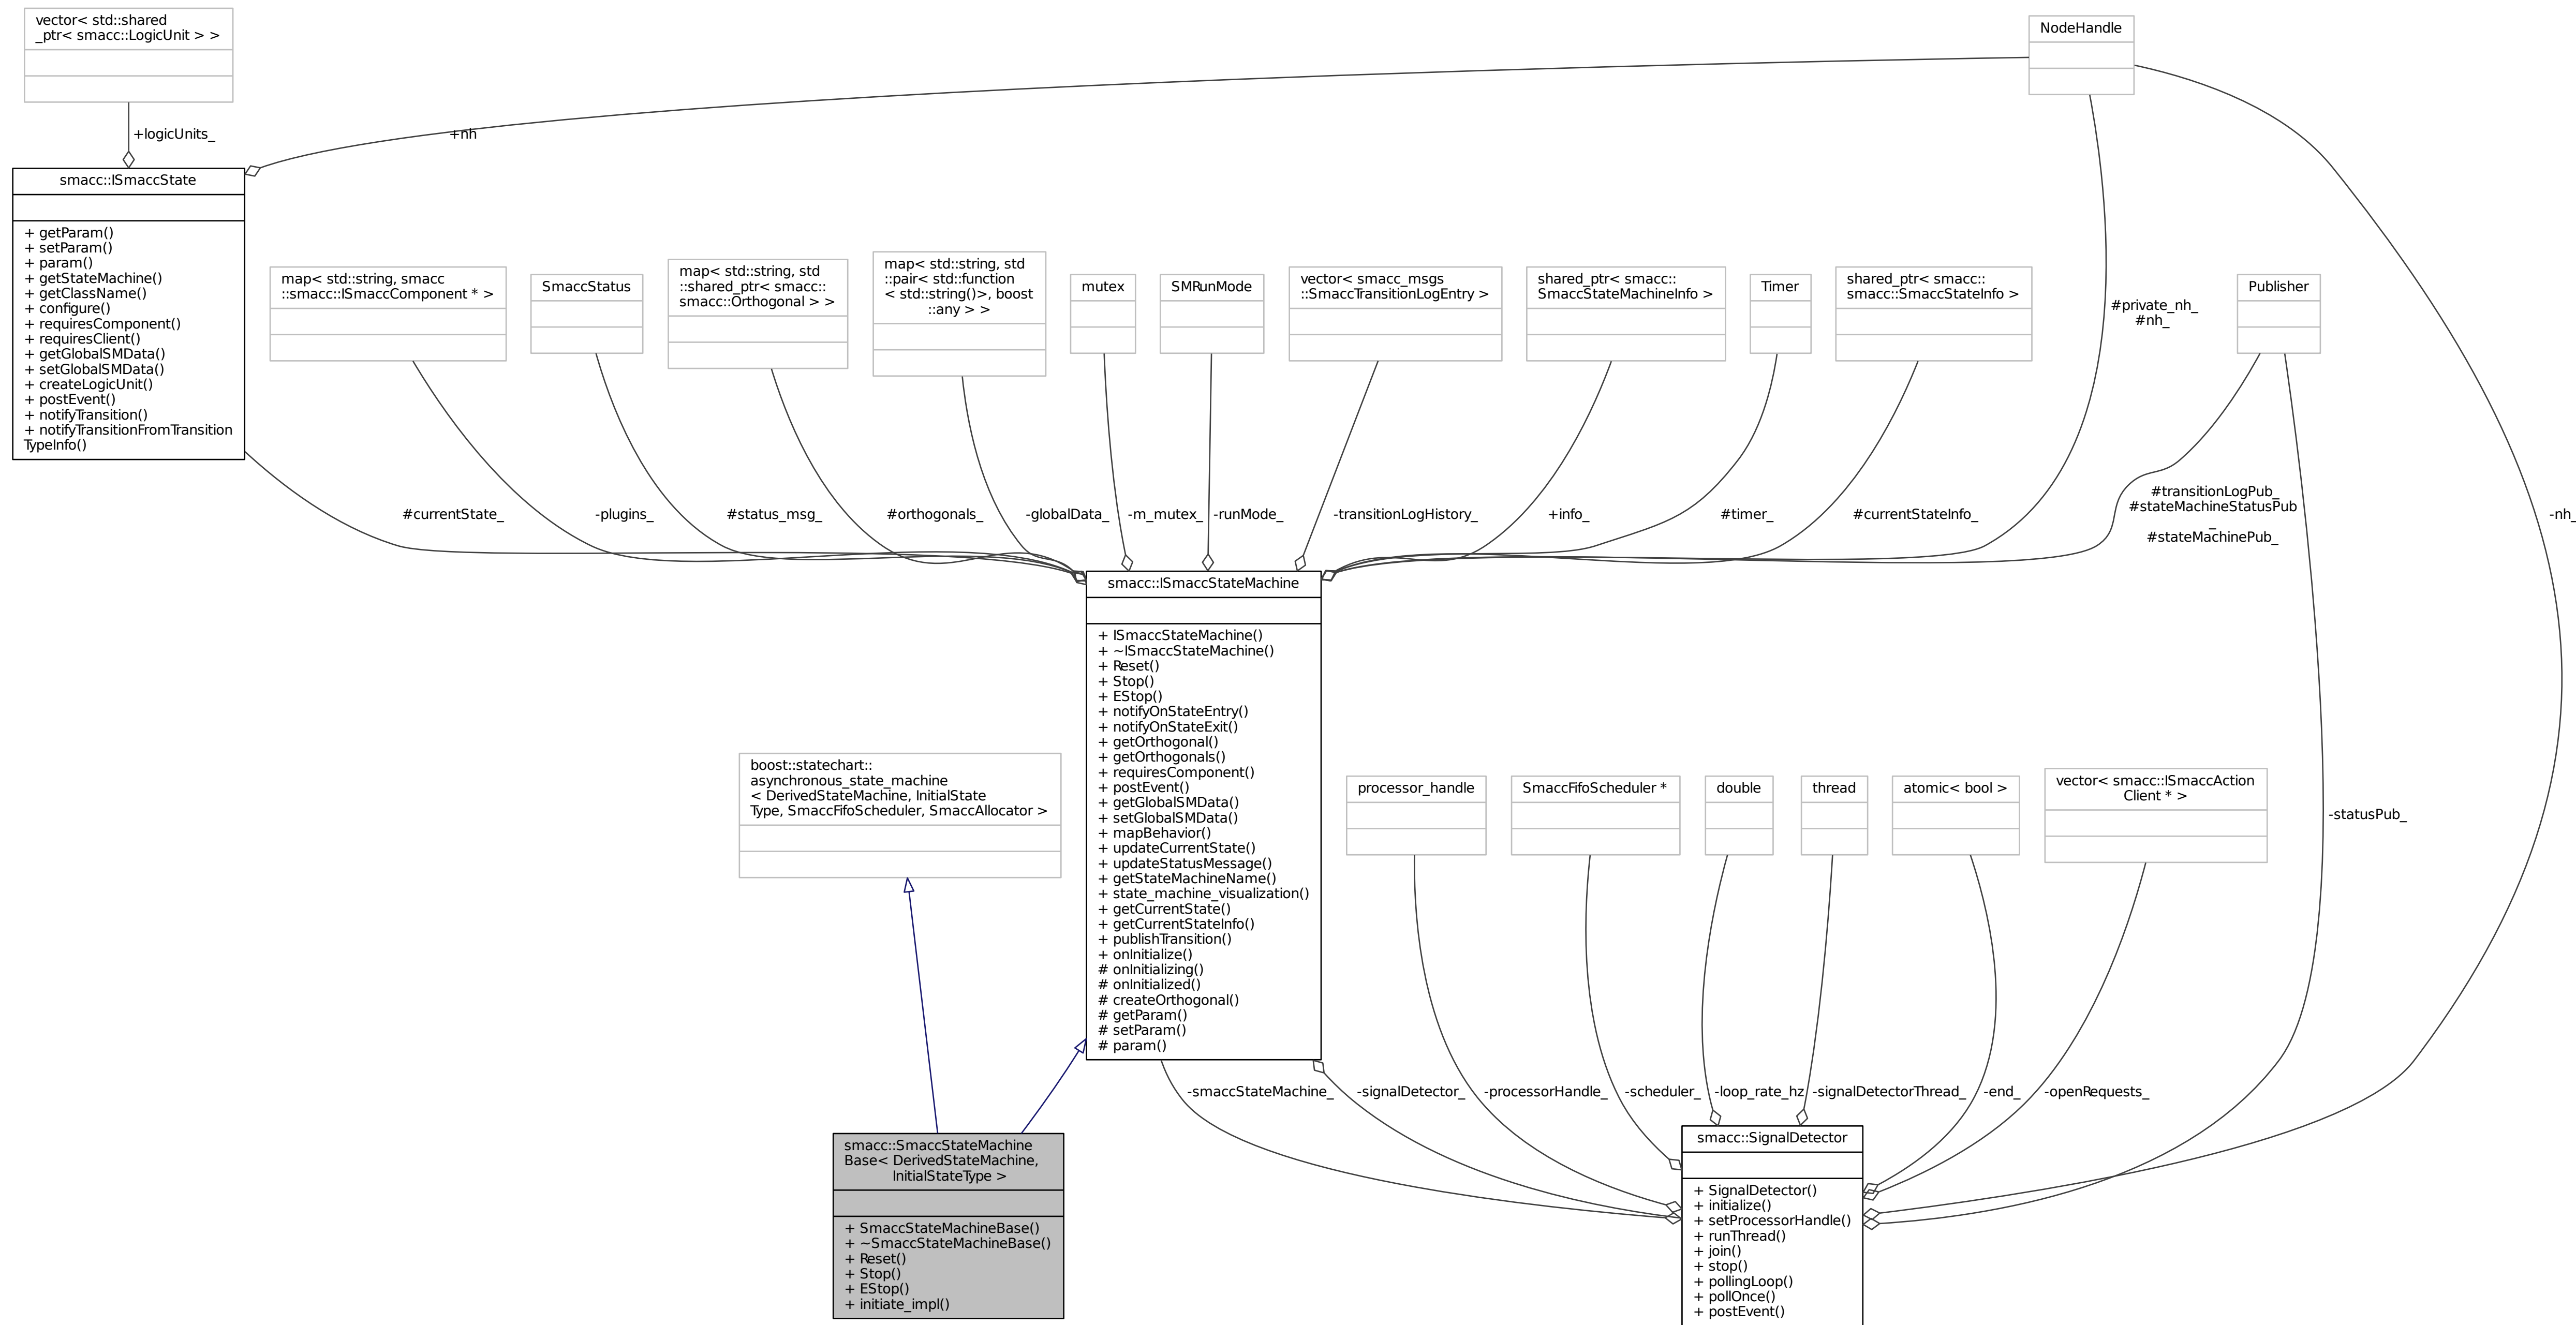 vector< std::shared
_ptr< smacc::LogicUnit > >
NodeHandle
+logicUnits_
+nh
smacc::ISmaccState
+ getParam()
+ setParam()
+ param()
+ getStateMachine()
+ getClassName()
+ configure()
+ requiresComponent()
+ requiresClient()
+ getGlobalSMData()
+ setGlobalSMData()
+ createLogicUnit()
+ postEvent()
+ notifyTransition()
+ notifyTransitionFromTransition
TypeInfo()
map< std::string, smacc
::smacc::ISmaccComponent * >
SmaccStatus
map< std::string, std
::shared_ptr< smacc::
smacc::Orthogonal > >
map< std::string, std
::pair< std::function
< std::string()>, boost
::any > >
mutex
SMRunMode
vector< smacc_msgs
::SmaccTransitionLogEntry >
shared_ptr< smacc::
SmaccStateMachineInfo >
Timer
shared_ptr< smacc::
smacc::SmaccStateInfo >
#private_nh_
#nh_
Publisher
#currentState_
-plugins_
#status_msg_
#orthogonals_
-globalData_
-m_mutex_
-runMode_
-transitionLogHistory_
+info_
#timer_
#currentStateInfo_
#transitionLogPub_
#stateMachineStatusPub
_
#stateMachinePub_
-nh_
smacc::ISmaccStateMachine
+ ISmaccStateMachine()
+ ~ISmaccStateMachine()
+ Reset()
+ Stop()
+ EStop()
+ notifyOnStateEntry()
+ notifyOnStateExit()
+ getOrthogonal()
+ getOrthogonals()
+ requiresComponent()
+ postEvent()
+ getGlobalSMData()
+ setGlobalSMData()
+ mapBehavior()
+ updateCurrentState()
+ updateStatusMessage()
+ getStateMachineName()
+ state_machine_visualization()
+ getCurrentState()
+ getCurrentStateInfo()
+ publishTransition()
+ onInitialize()
# onInitializing()
# onInitialized()
# createOrthogonal()
# getParam()
# setParam()
# param()
boost::statechart::
asynchronous_state_machine
< DerivedStateMachine, InitialState
Type, SmaccFifoScheduler, SmaccAllocator >
processor_handle
SmaccFifoScheduler *
double
thread
atomic< bool >
vector< smacc::ISmaccAction
Client * >
-statusPub_
-smaccStateMachine_
-signalDetector_
-processorHandle_
-scheduler_
-loop_rate_hz
-signalDetectorThread_
-end_
-openRequests_
smacc::SmaccStateMachine
Base< DerivedStateMachine,
InitialStateType >
+ SmaccStateMachineBase()
+ ~SmaccStateMachineBase()
+ Reset()
+ Stop()
+ EStop()
+ initiate_impl()
smacc::SignalDetector
+ SignalDetector()
+ initialize()
+ setProcessorHandle()
+ runThread()
+ join()
+ stop()
+ pollingLoop()
+ pollOnce()
+ postEvent()